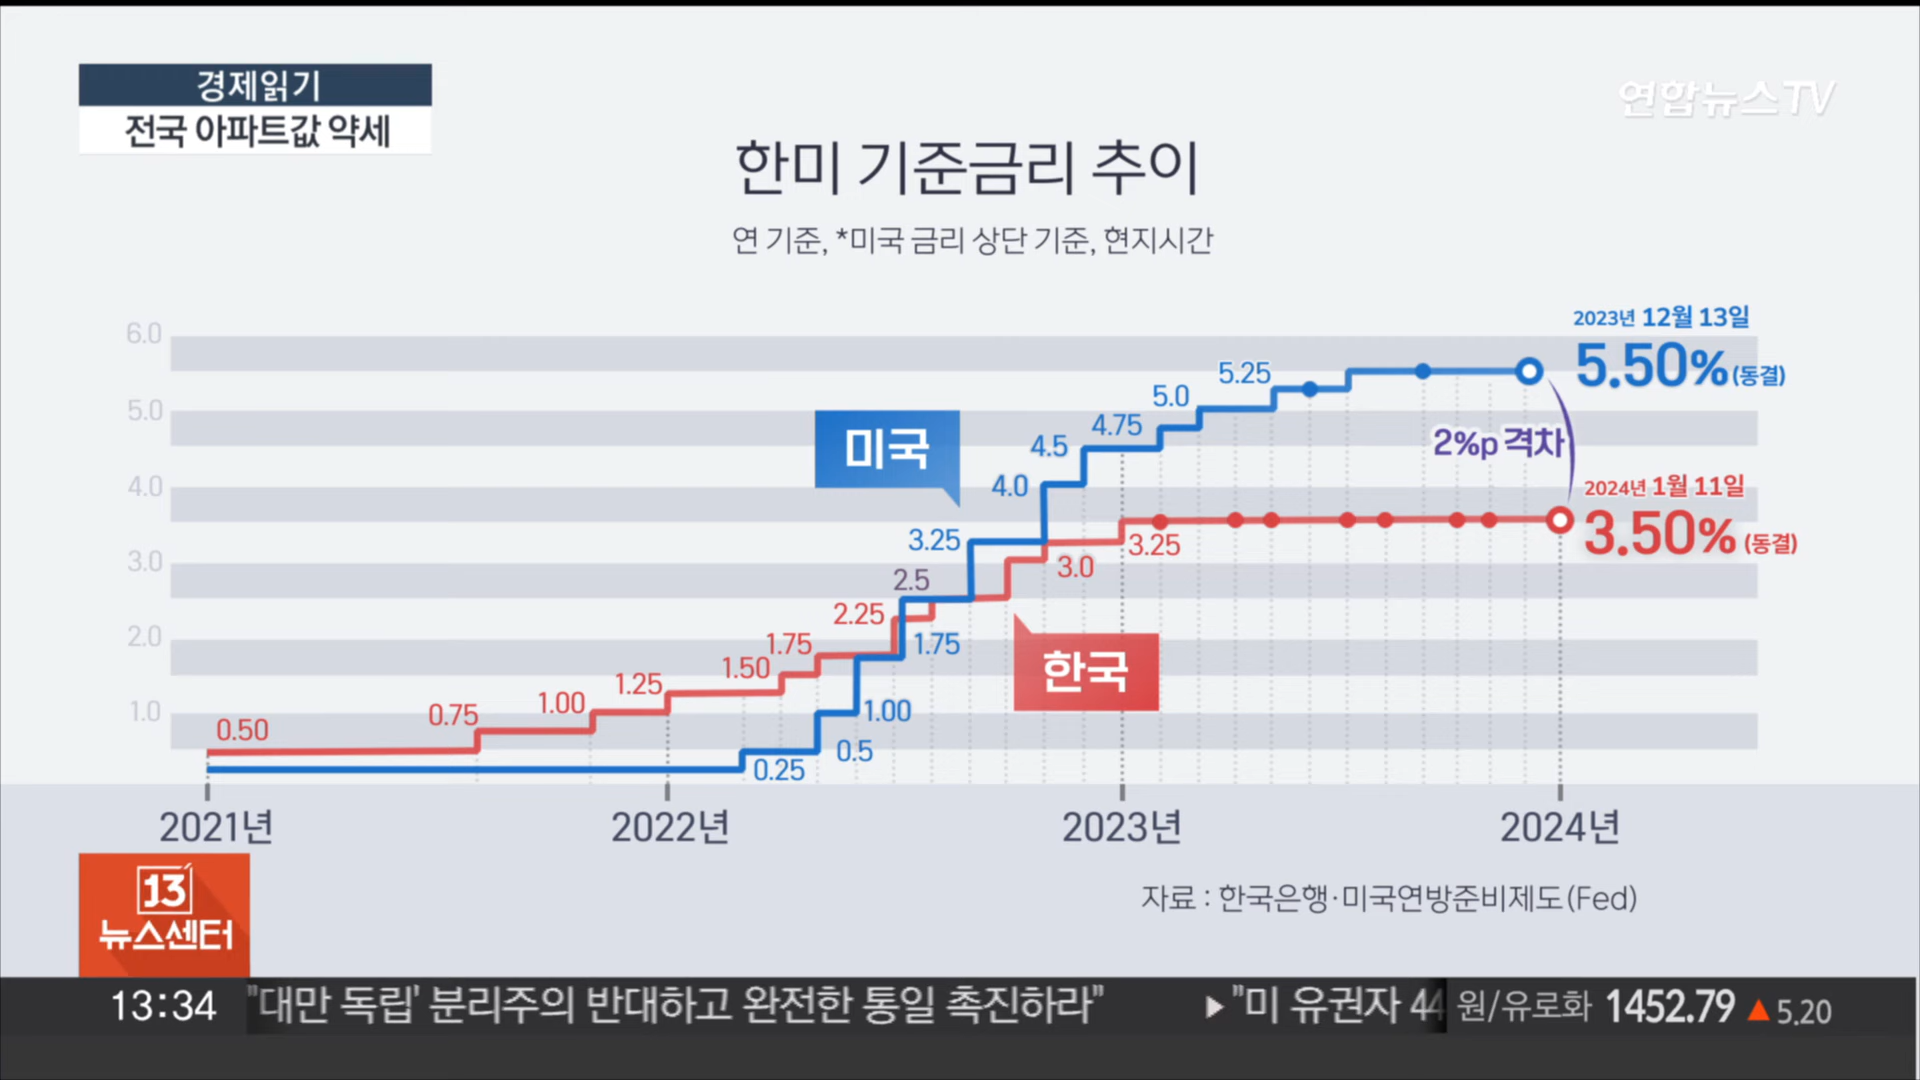 경제읽기
전국 아파트값 약세
연합뉴스TV
한미 기준금리 추이
연 기준, *미국 금리 상단 기준, 현지시간
6.0
5.0
4.0
3.0
2.0
1.0
2023년 12월 13일
5.50% (동결)
2%p 격차
2024년 1월 11일
3.50% (동결)
미국
한국
5.25
5.0
4.75
4.5
4.0
3.25
2.5
1.75
1.00
0.5
0.25
0.50
0.75
1.00
1.25
1.50
1.75
2.25
3.0
3.25
2021년
2022년
2023년
2024년
자료 : 한국은행·미국연방준비제도(Fed)
13
뉴스센터
13:34
"대만 독립' 분리주의 반대하고 완전한 통일 촉진하라"
▶"미 유권자 44
원/유로화 1452.79 ▲ 5.20